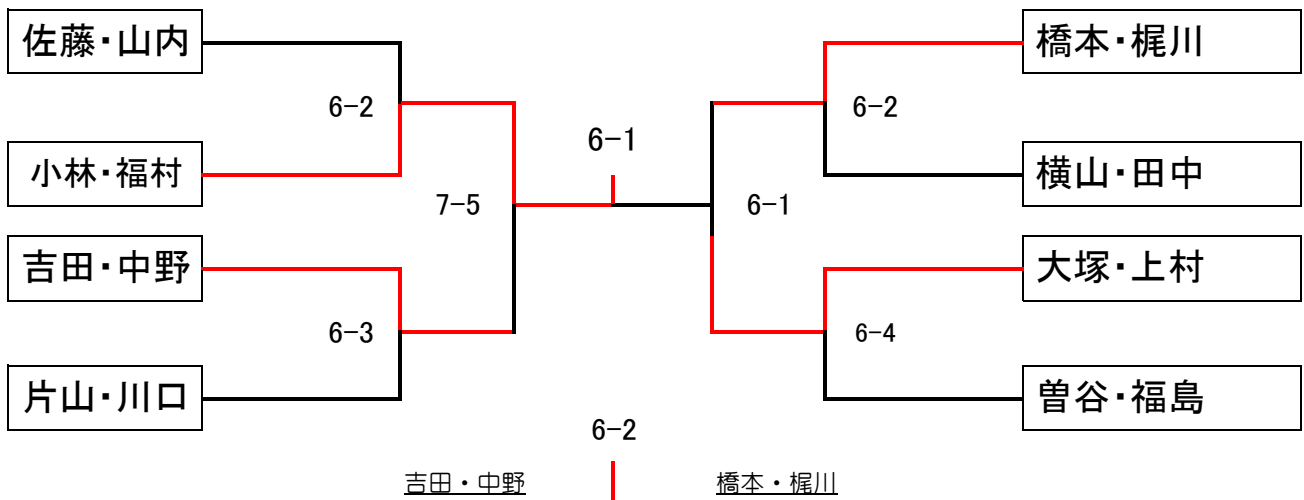 佐藤・山内
橋本・梶川
6-2
6-2
6-1
小林・福村
横山・田中
7-5
6-1
吉田・中野
大塚・上村
6-3
6-4
片山・川口
曽谷・福島
6-2
吉田・中野
橋本・梶川